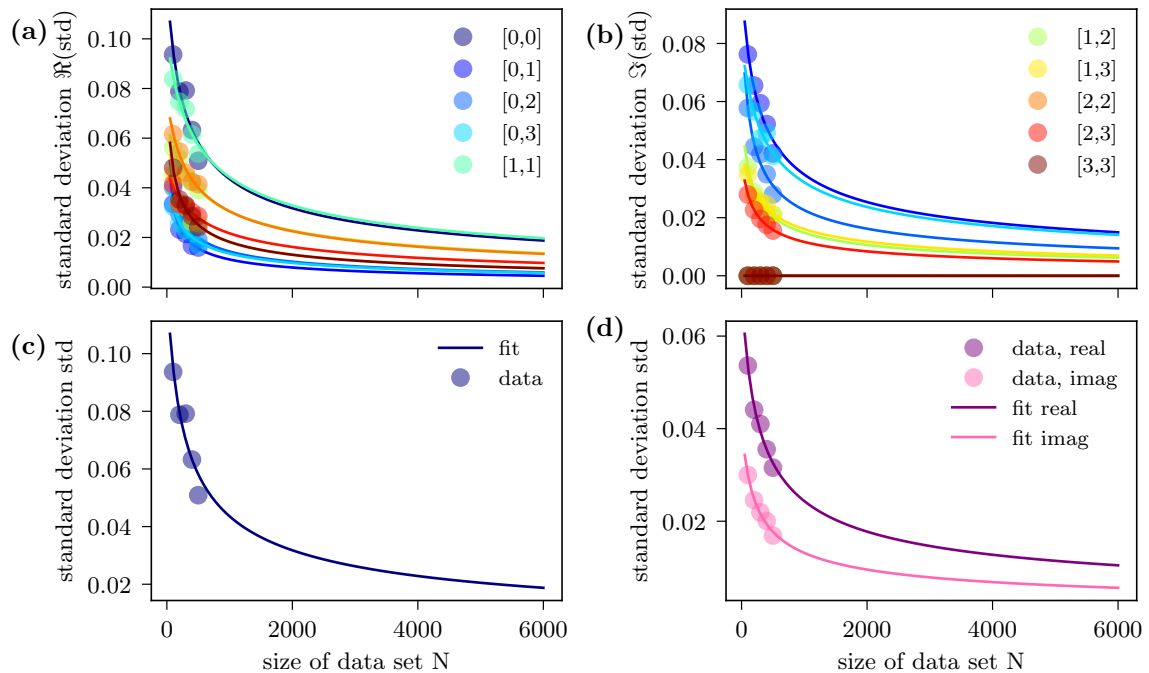 (a)
standard deviation ℜ(std)
0.10
0.08
0.06
0.04
0.02
0.00
[0,0]
[0,1]
[0,2]
[0,3]
[1,1]
(b)
standard deviation ℑ(std)
0.08
0.06
0.04
0.02
0.00
[1,2]
[1,3]
[2,2]
[2,3]
[3,3]
(c)
standard deviation std
0.10
0.08
0.06
0.04
0.02
fit
data
0
2000
4000
6000
size of data set N
(d)
standard deviation std
0.06
0.04
0.02
data, real
data, imag
fit real
fit imag
0
2000
4000
6000
size of data set N